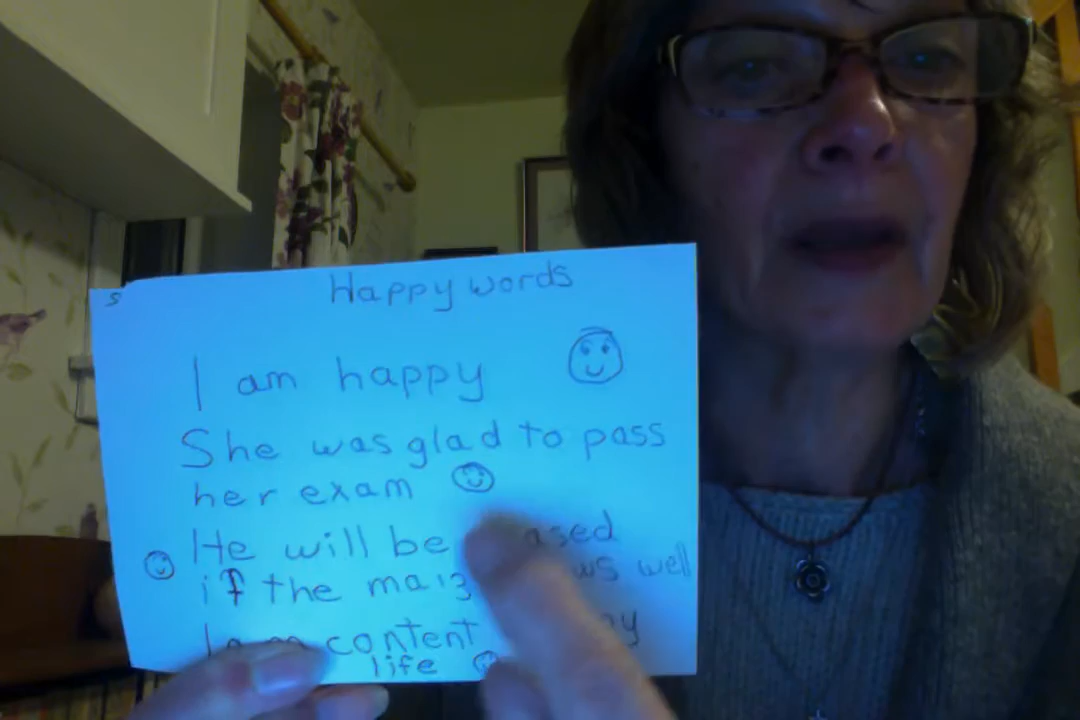 s
Happy words
I am happy
She was glad to pass
her exam
He will be
if the well
content
life